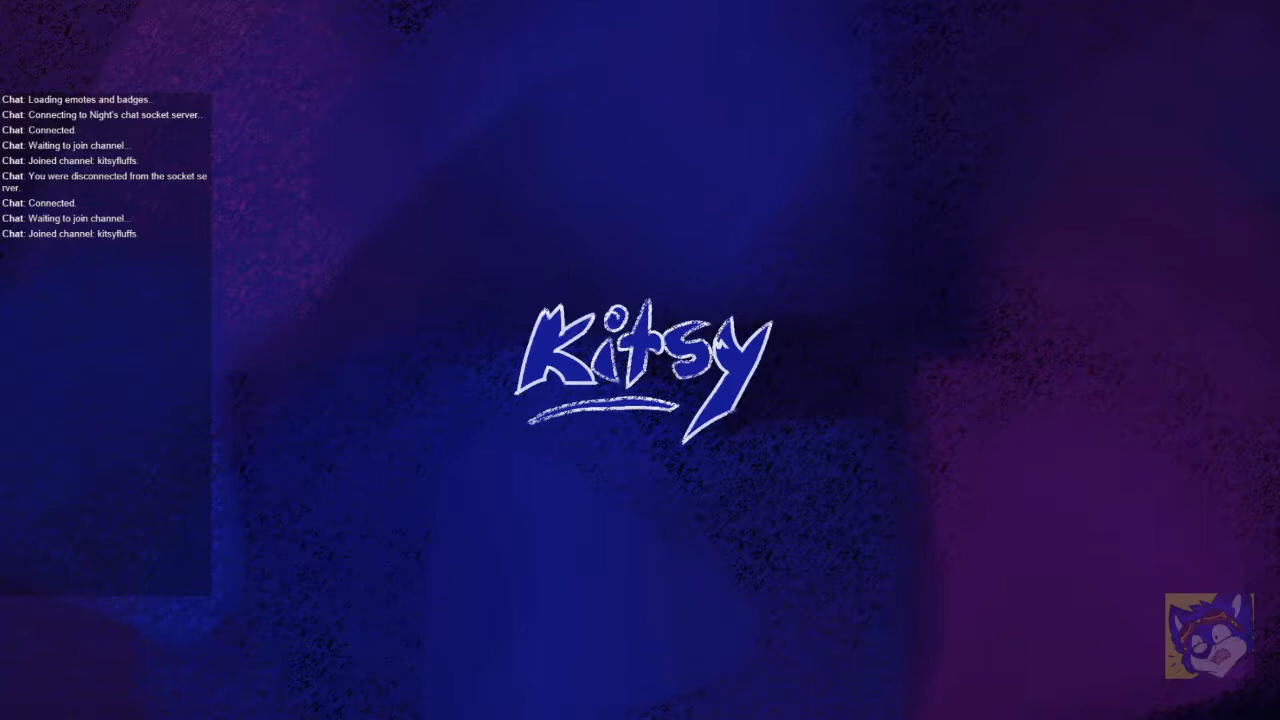 Chat: Loading emotes and badges..
Chat: Connecting to Night's chat socket server..
Chat: Connected.
Chat: Waiting to join channel...
Chat: Joined channel: kitsyfluffs.
Chat: You were disconnected from the socket se
rver.
Chat: Connected.
Chat: Waiting to join channel...
Chat: Joined channel: kitsyfluffs.
Kitsy